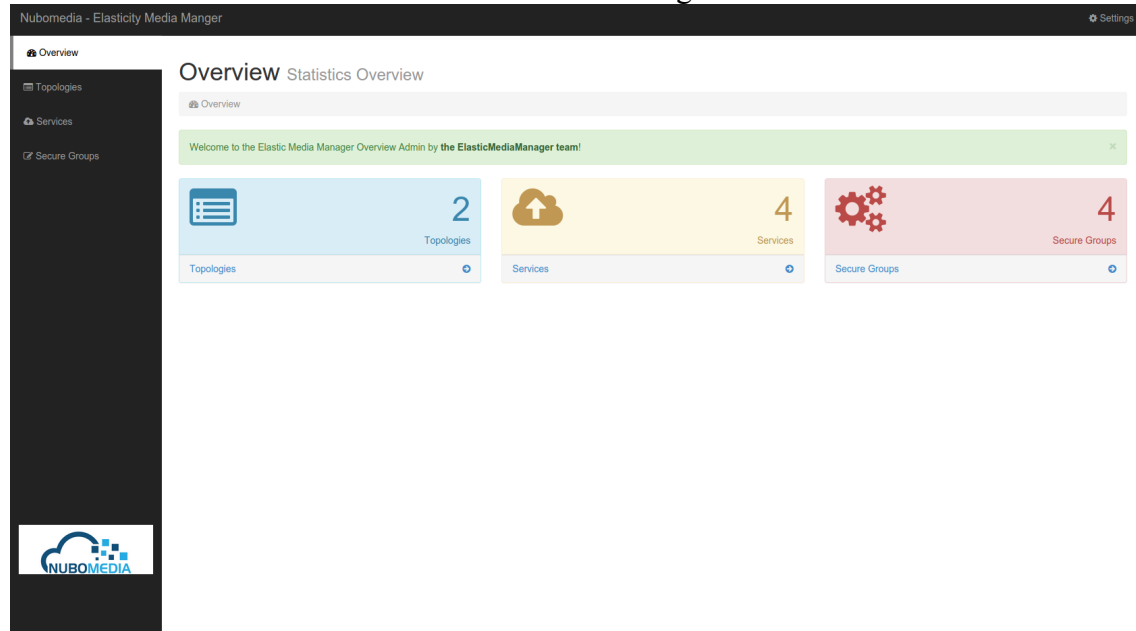 Nubomedia - Elasticity Media Manger
Settings
Overview
Topologies
Services
Secure Groups
Overview Statistics Overview
Overview
Welcome to the Elastic Media Manager Overview Admin by the ElasticMediaManager team!
×
2
Topologies
Topologies
4
Services
Services
4
Secure Groups
Secure Groups
NUBOMEDIA